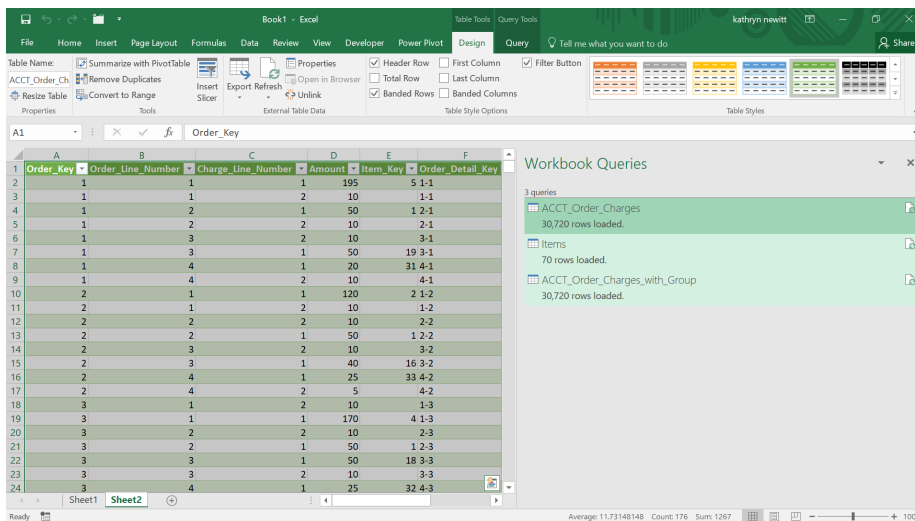 Book1 - Excel
Table Tools Query Tools
kathryn newitt
File Home Insert Page Layout Formulas Data Review View Developer Power Pivot Design Query Tell me what you want to do Share
Table Name:
ACCT_Order_Ch
Resize Table
Properties
Summarize with PivotTable
Remove Duplicates
Convert to Range
Tools
Insert Slicer
Export Refresh
Properties
Open in Browser
Unlink
External Table Data
Header Row First Column Filter Button
Total Row Last Column
Banded Rows Banded Columns
Table Style Options
Table Styles
A1 fx Order_Key
A B C D E F
1 Order_Key Order_Line_Number Charge_Line_Number Amount Item_Key Order_Detail_Key
2 1 1 1 195 5 1-1
3 1 1 2 10 1-1
4 1 2 1 50 1 2-1
5 1 2 2 10 2-1
6 1 3 2 10 3-1
7 1 3 1 50 19 3-1
8 1 4 1 20 31 4-1
9 1 4 2 10 4-1
10 2 1 1 120 2 1-2
11 2 1 2 10 1-2
12 2 2 2 10 2-2
13 2 2 1 50 1 2-2
14 2 3 2 10 3-2
15 2 3 1 40 16 3-2
16 2 4 1 25 33 4-2
17 2 4 2 5 4-2
18 3 1 2 10 1-3
19 3 1 1 170 4 1-3
20 3 2 2 10 2-3
21 3 2 1 50 1 2-3
22 3 3 1 50 18 3-3
23 3 3 2 10 3-3
24 3 4 1 25 32 4-3
Workbook Queries
3 queries
ACCT_Order_Charges
30,720 rows loaded.
Items
70 rows loaded.
ACCT_Order_Charges_with_Group
30,720 rows loaded.
Sheet1 Sheet2
Ready
Average: 11.73148148 Count: 176 Sum: 1267
100